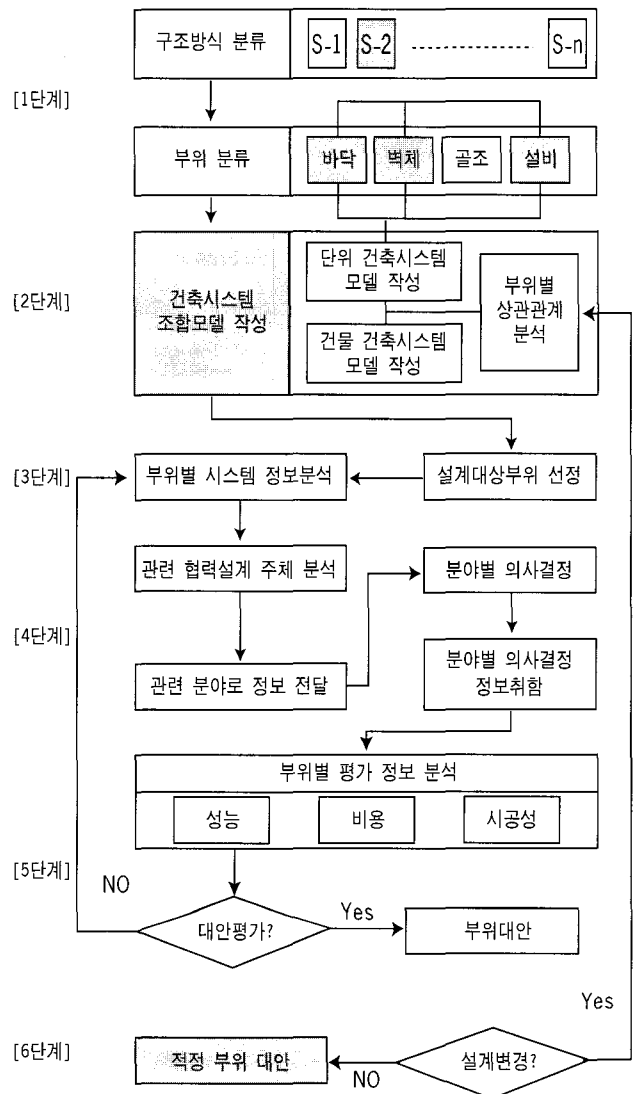 구조방식 분류
S-1 S-2 ........................ S-n
[1단계]
부위 분류
바닥 벽체 골조 설비
[2단계]
건축시스템
조합모델 작성
단위 건축시스템
모델 작성
건물 건축시스템
모델 작성
부위별
상관관계
분석
[3단계]
부위별 시스템 정보분석
설계대상부위 선정
관련 협력설계 주체 분석
분야별 의사결정
[4단계]
관련 분야로 정보 전달
분야별 의사결정
정보취함
부위별 평가 정보 분석
성능 비용 시공성
[5단계]
NO
대안평가?
Yes
부위대안
Yes
[6단계]
적정 부위 대안
NO
설계변경?